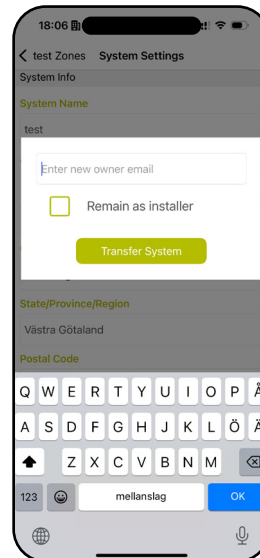 18:06
test Zones System Settings
System Info
System Name
test
Enter new owner email
Remain as installer
Transfer System
State/Province/Region
Västra Götaland
Postal Code
Q W E R T Y U I O P Å
A S D F G H J K L Ö Ä
Z X C V B N M
123 mellanslag OK